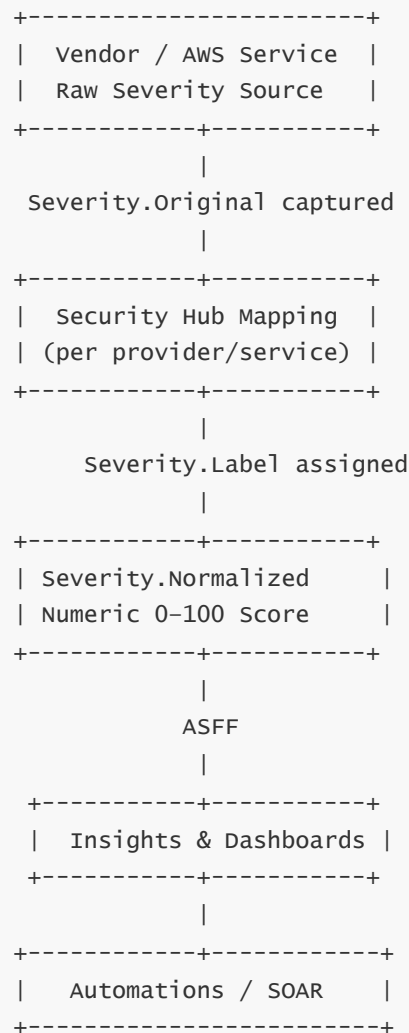 +------------------------+
|  Vendor / AWS Service  |
|  Raw Severity Source   |
+------------+-----------+
             |
 Severity.Original captured
             |
+------------+-----------+
|  Security Hub Mapping  |
| (per provider/service) |
+------------+-----------+
             |
     Severity.Label assigned
             |
+------------+-----------+
| Severity.Normalized     |
| Numeric 0–100 Score     |
+------------+-----------+
             |
            ASFF
             |
 +-----------+-----------+
 |  Insights & Dashboards |
 +-----------+-----------+
             |
+------------+------------+
|   Automations / SOAR    |
+-------------------------+